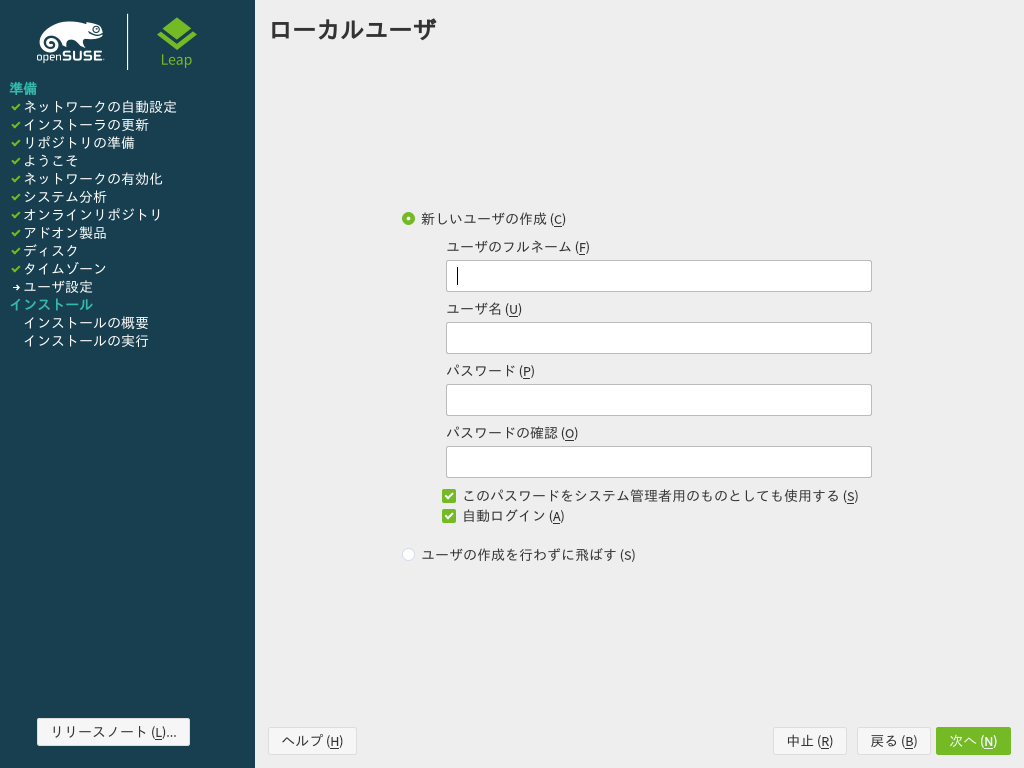 openSUSE
Leap
準備
ネットワークの自動設定
インストーラの更新
リポジトリの準備
ようこそ
ネットワークの有効化
システム分析
オンラインリポジトリ
アドオン製品
ディスク
タイムゾーン
ユーザ設定
インストール
インストールの概要
インストールの実行
リリースノート (L)...
ローカルユーザ
新しいユーザの作成 (C)
ユーザのフルネーム (F)
ユーザ名 (U)
パスワード (P)
パスワードの確認 (O)
このパスワードをシステム管理者用のものとしても使用する (S)
自動ログイン (A)
ユーザの作成を行わずに飛ばす (S)
ヘルプ (H)
中止 (R)
戻る (B)
次へ (N)